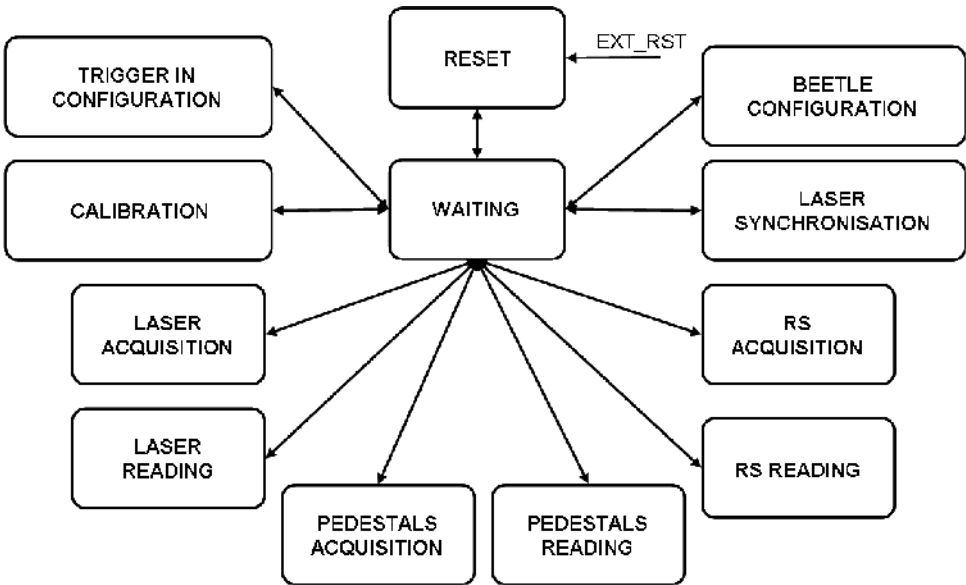 RESET
EXT_RST
TRIGGER IN
CONFIGURATION
BEETLE
CONFIGURATION
CALIBRATION
WAITING
LASER
SYNCHRONISATION
LASER
ACQUISITION
RS
ACQUISITION
LASER
READING
RS READING
PEDESTALS
ACQUISITION
PEDESTALS
READING